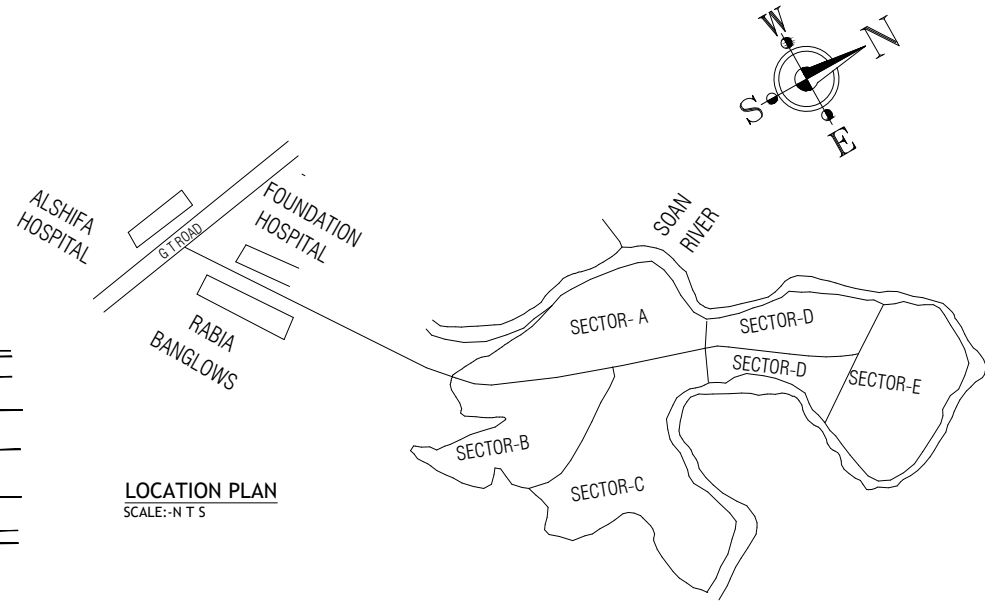 W
N
S
E
ALSHIFA
HOSPITAL
G T ROAD
FOUNDATION
HOSPITAL
RABIA
BANGLOWS
SOAN
RIVER
SECTOR- A
SECTOR-D
SECTOR-D
SECTOR-E
SECTOR-B
SECTOR-C
LOCATION PLAN
SCALE:-N T S